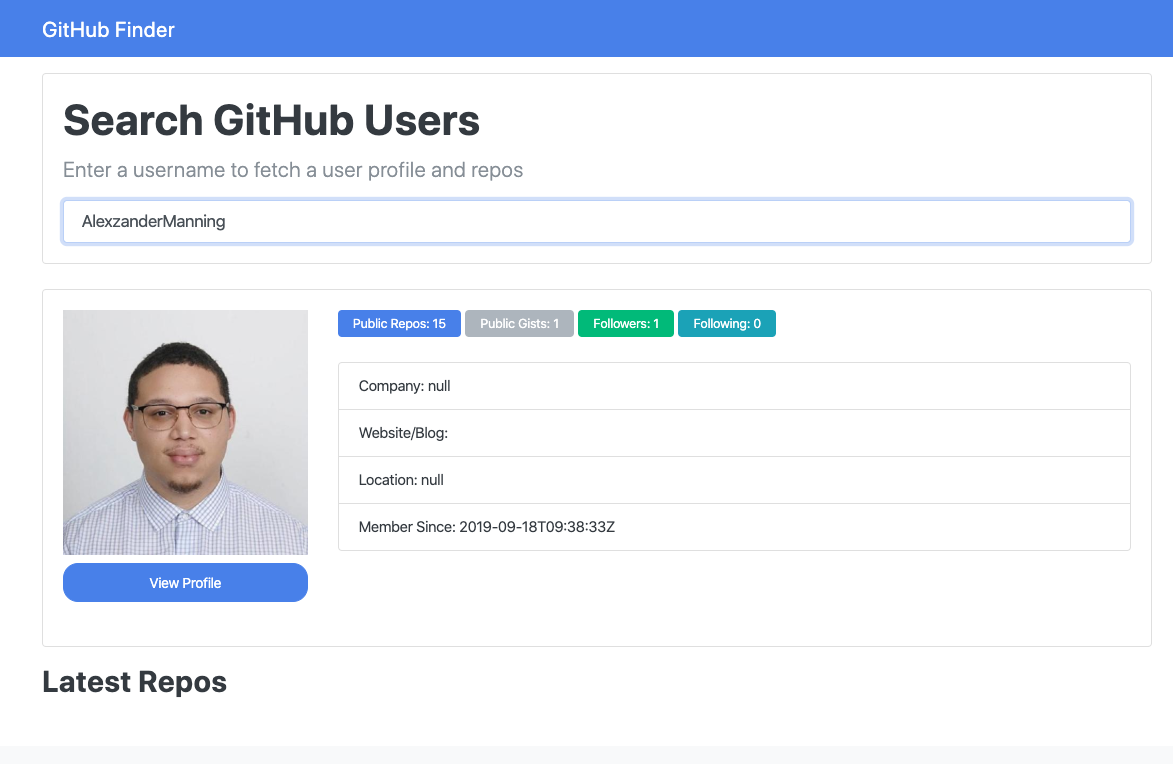 GitHub Finder
Search GitHub Users
Enter a username to fetch a user profile and repos
AlexzanderManning
Public Repos: 15 Public Gists: 1 Followers: 1 Following: 0
Company: null
Website/Blog:
Location: null
Member Since: 2019-09-18T09:38:33Z
View Profile
Latest Repos